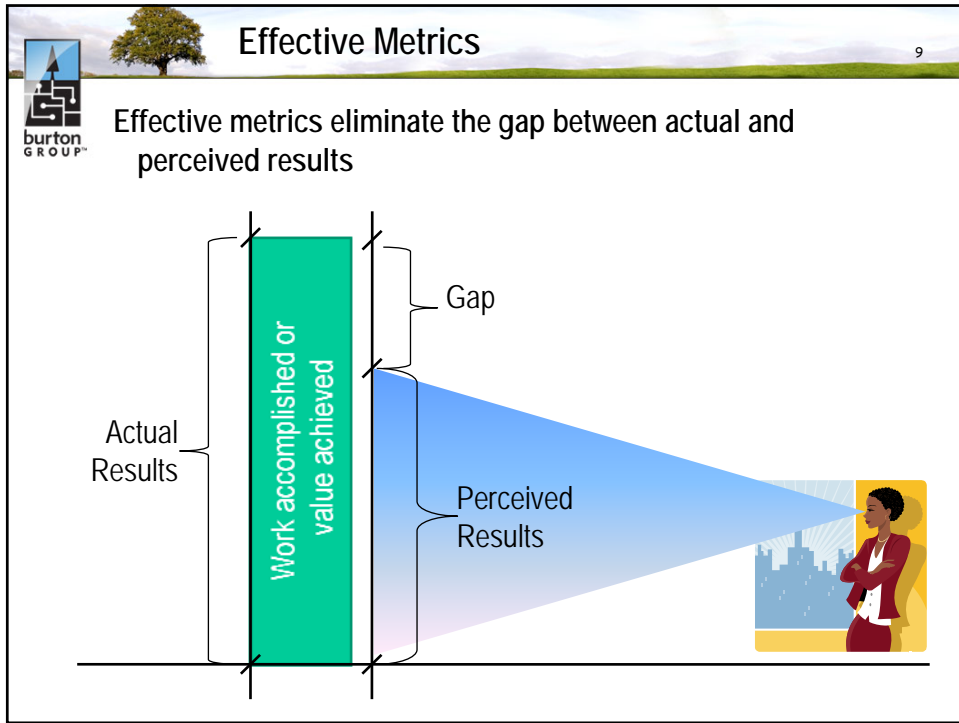 Effective Metrics
9
burton
GROUP™
Effective metrics eliminate the gap between actual and
perceived results
Gap
Work accomplished or
value achieved
Actual
Results
Perceived
Results